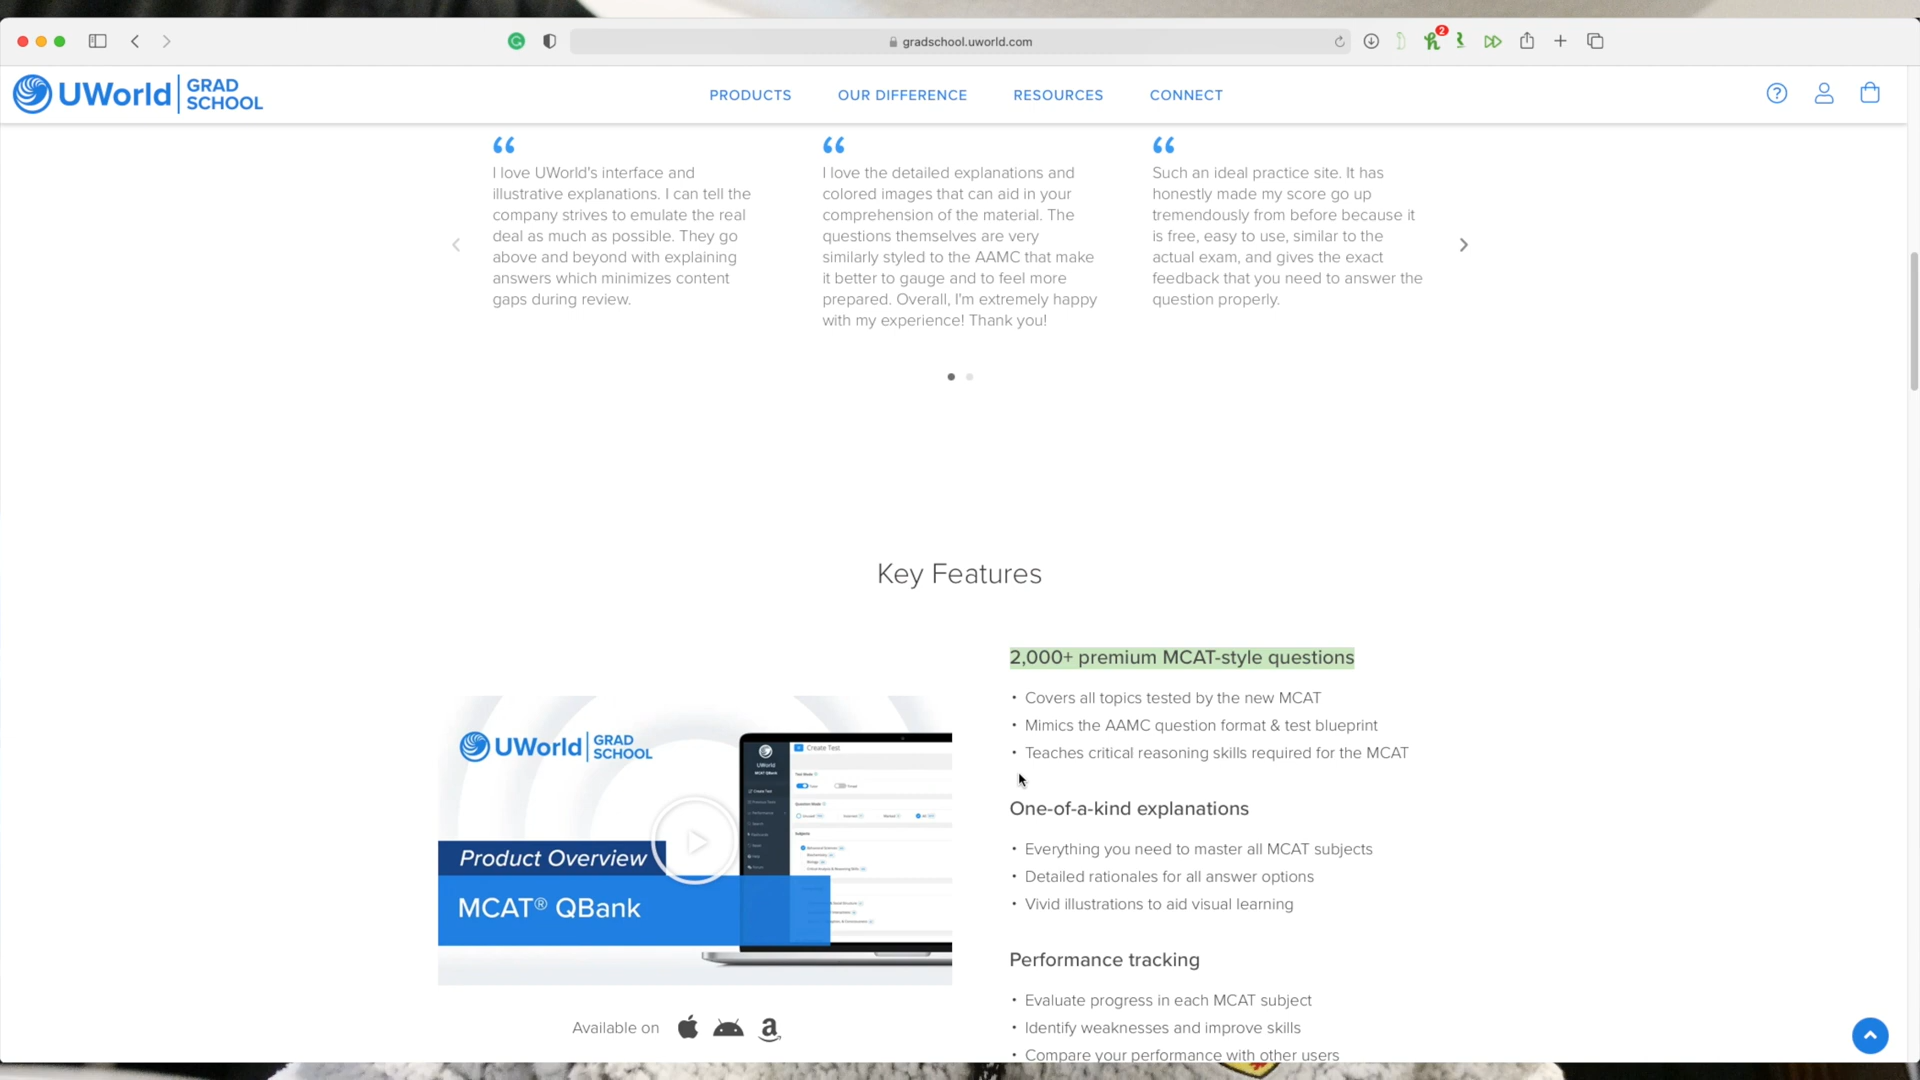 gradschool.uworld.com
2
UWorld GRAD SCHOOL
PRODUCTS
OUR DIFFERENCE
RESOURCES
CONNECT
I love UWorld's interface and
illustrative explanations. I can tell the
company strives to emulate the real
deal as much as possible. They go
above and beyond with explaining
answers which minimizes content
gaps during review.
I love the detailed explanations and
colored images that can aid in your
comprehension of the material. The
questions themselves are very
similarly styled to the AAMC that make
it better to gauge and to feel more
prepared. Overall, I'm extremely happy
with my experience! Thank you!
Such an ideal practice site. It has
honestly made my score go up
tremendously from before because it
is free, easy to use, similar to the
actual exam, and gives the exact
feedback that you need to answer the
question properly.
Key Features
UWorld GRAD SCHOOL
Create Test
Product Overview
MCAT® QBank
Available on
2,000+ premium MCAT-style questions
• Covers all topics tested by the new MCAT
• Mimics the AAMC question format & test blueprint
• Teaches critical reasoning skills required for the MCAT
One-of-a-kind explanations
• Everything you need to master all MCAT subjects
• Detailed rationales for all answer options
• Vivid illustrations to aid visual learning
Performance tracking
• Evaluate progress in each MCAT subject
• Identify weaknesses and improve skills
• Compare your performance with other users